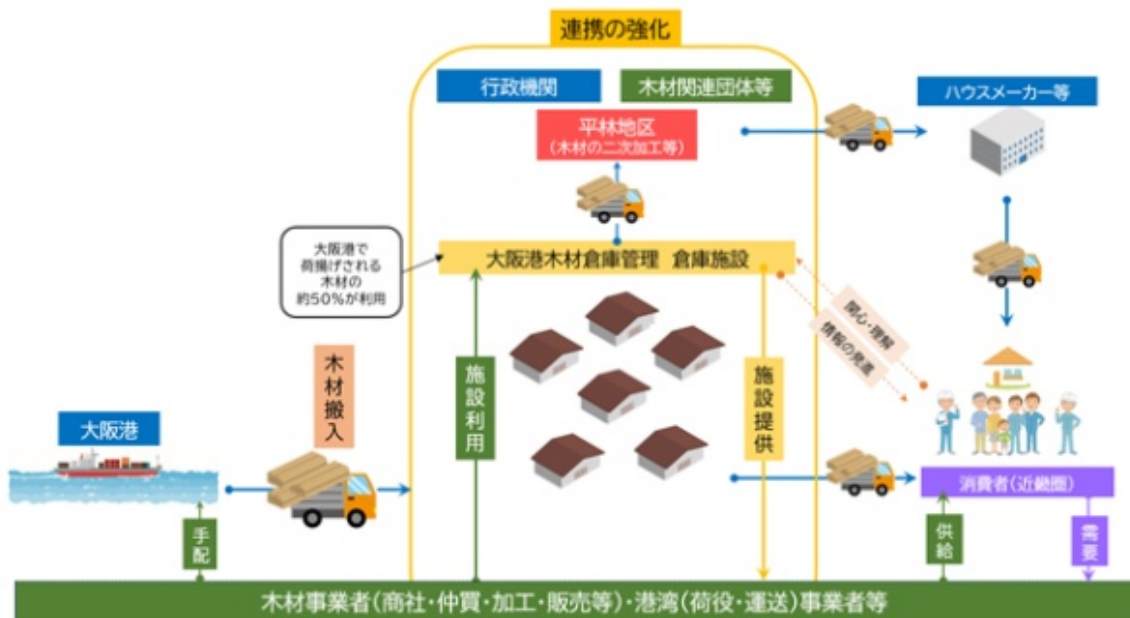 連携の強化
行政機関
木材関連団体等
ハウスメーカー等
平林地区
(木材の二次加工等)
大阪港で
荷揚げされる
木材の
約50%が利用
大阪港木材倉庫管理 倉庫施設
関心・理解
情報の発進
木材搬入
施設利用
施設提供
大阪港
消費者(近畿圏)
手配
供給
需要
木材事業者(商社・仲買・加工・販売等)・港湾(荷役・運送)事業者等